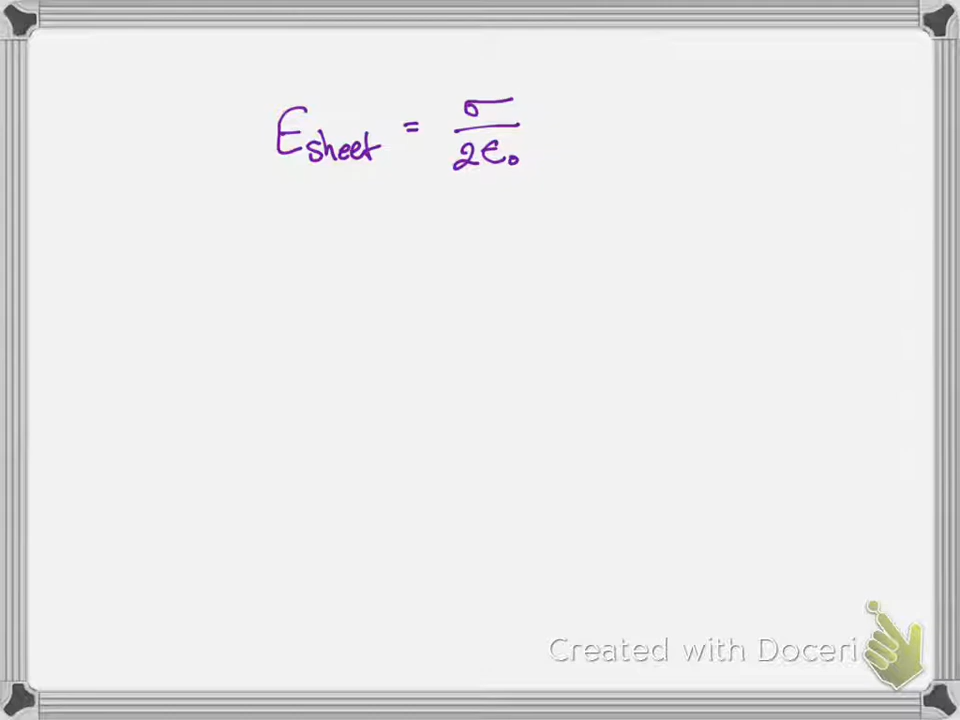 E_sheet = σ / 2ε₀
Created with Doceri